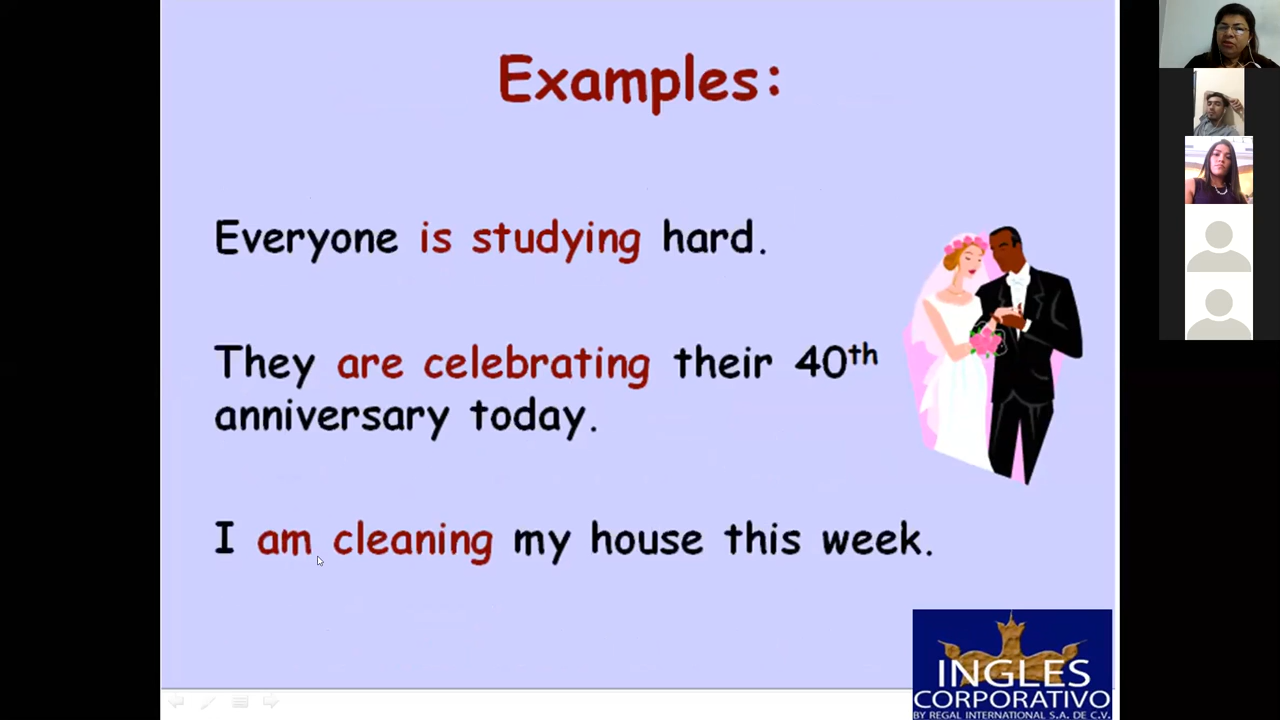 Examples:
Everyone is studying hard.
They are celebrating their 40th
anniversary today.
I am cleaning my house this week.
INGLES
CORPORATIVO
BY REGAL INTERNATIONAL S.A. DE C.V.